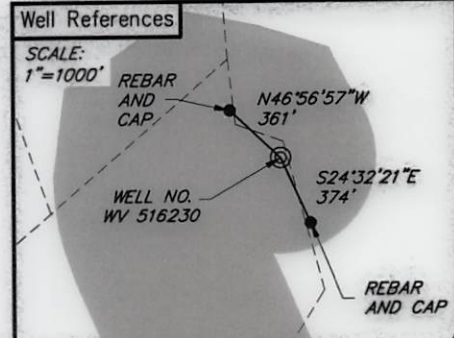 Well References
SCALE:
1"=1000'
REBAR
AND
CAP
N46°56'57"W
361'
WELL NO.
WV 516230
S24°32'21"E
374'
REBAR
AND CAP